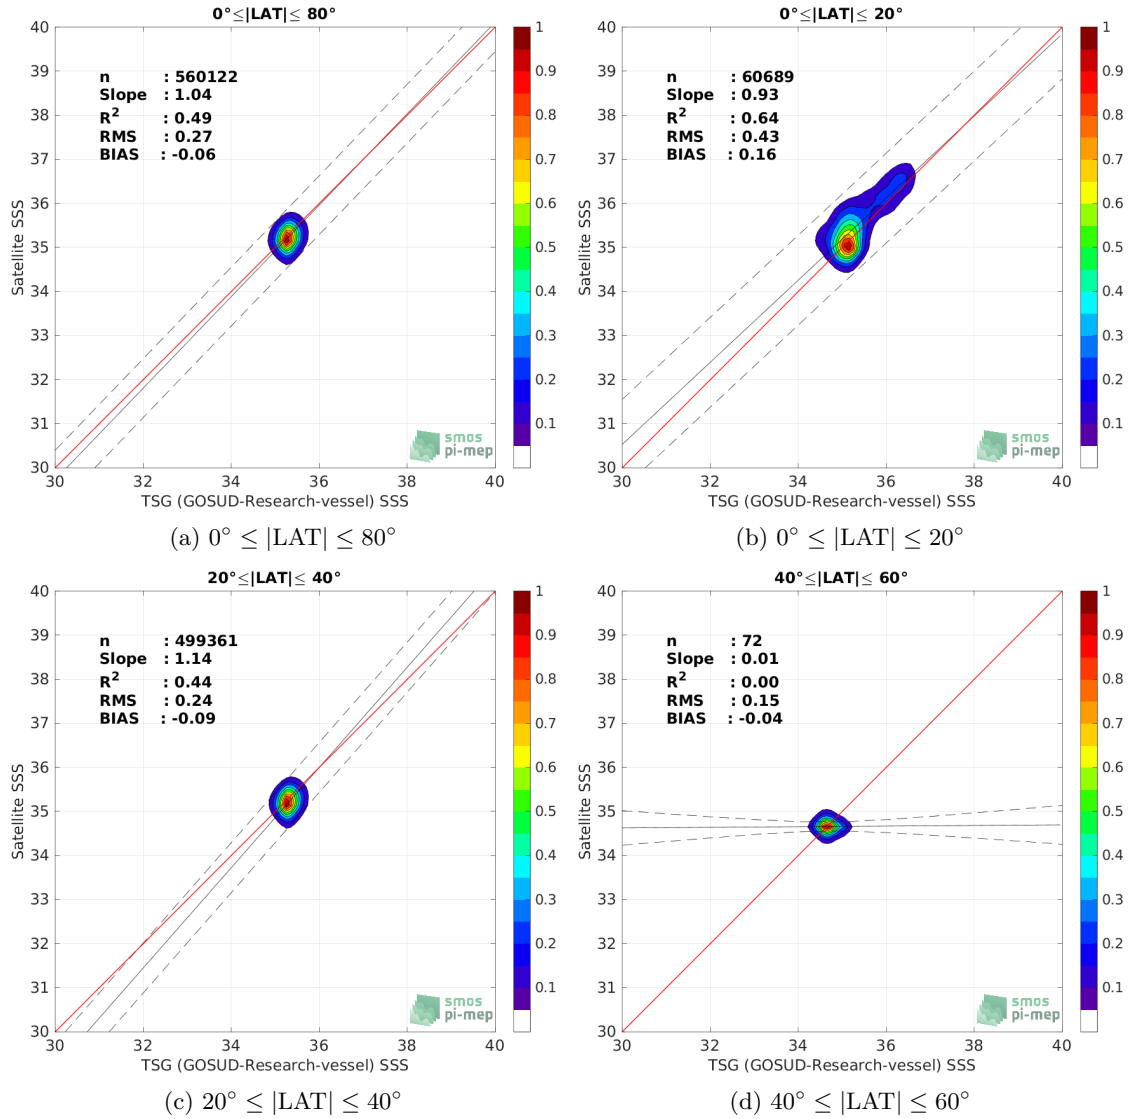 0°≤|LAT|≤ 80°
n : 560122
Slope : 1.04
R² : 0.49
RMS : 0.27
BIAS : -0.06
40
39
38
37
36
35
34
33
32
31
30
30 32 34 36 38 40
Satellite SSS
TSG (GOSUD-Research-vessel) SSS
smos
pi-mep
1
0.9
0.8
0.7
0.6
0.5
0.4
0.3
0.2
0.1
(a) 0° ≤ |LAT| ≤ 80°
0°≤|LAT|≤ 20°
n : 60689
Slope : 0.93
R² : 0.64
RMS : 0.43
BIAS : 0.16
40
39
38
37
36
35
34
33
32
31
30
30 32 34 36 38 40
Satellite SSS
TSG (GOSUD-Research-vessel) SSS
smos
pi-mep
1
0.9
0.8
0.7
0.6
0.5
0.4
0.3
0.2
0.1
(b) 0° ≤ |LAT| ≤ 20°
20°≤|LAT|≤ 40°
n : 499361
Slope : 1.14
R² : 0.44
RMS : 0.24
BIAS : -0.09
40
39
38
37
36
35
34
33
32
31
30
30 32 34 36 38 40
Satellite SSS
TSG (GOSUD-Research-vessel) SSS
smos
pi-mep
1
0.9
0.8
0.7
0.6
0.5
0.4
0.3
0.2
0.1
(c) 20° ≤ |LAT| ≤ 40°
40°≤|LAT|≤ 60°
n : 72
Slope : 0.01
R² : 0.00
RMS : 0.15
BIAS : -0.04
40
39
38
37
36
35
34
33
32
31
30
30 32 34 36 38 40
Satellite SSS
TSG (GOSUD-Research-vessel) SSS
smos
pi-mep
1
0.9
0.8
0.7
0.6
0.5
0.4
0.3
0.2
0.1
(d) 40° ≤ |LAT| ≤ 60°